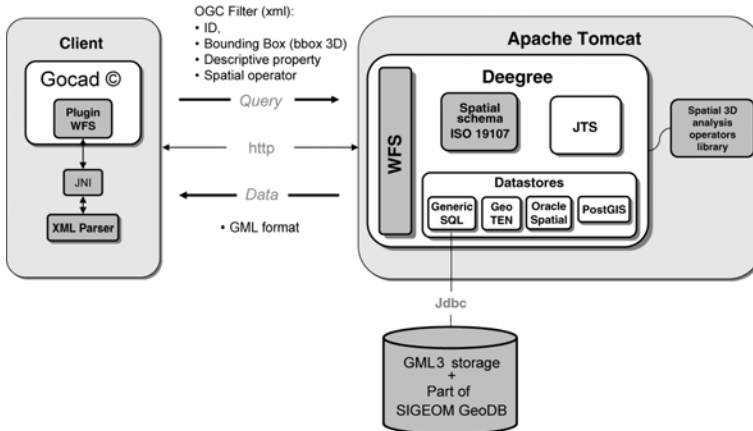 OGC Filter (xml):
• ID,
• Bounding Box (bbox 3D)
• Descriptive property
• Spatial operator
Client
Gocad ©
Plugin
WFS
JNI
XML Parser
Query
http
Data
• GML format
Apache Tomcat
Deegree
WFS
Spatial
schema
ISO 19107
JTS
Datastores
Generic
SQL
Geo
TEN
Oracle
Spatial
PostGIS
Spatial 3D
analysis
operators
library
Jdbc
GML3 storage
+
Part of
SIGEOM GeoDB